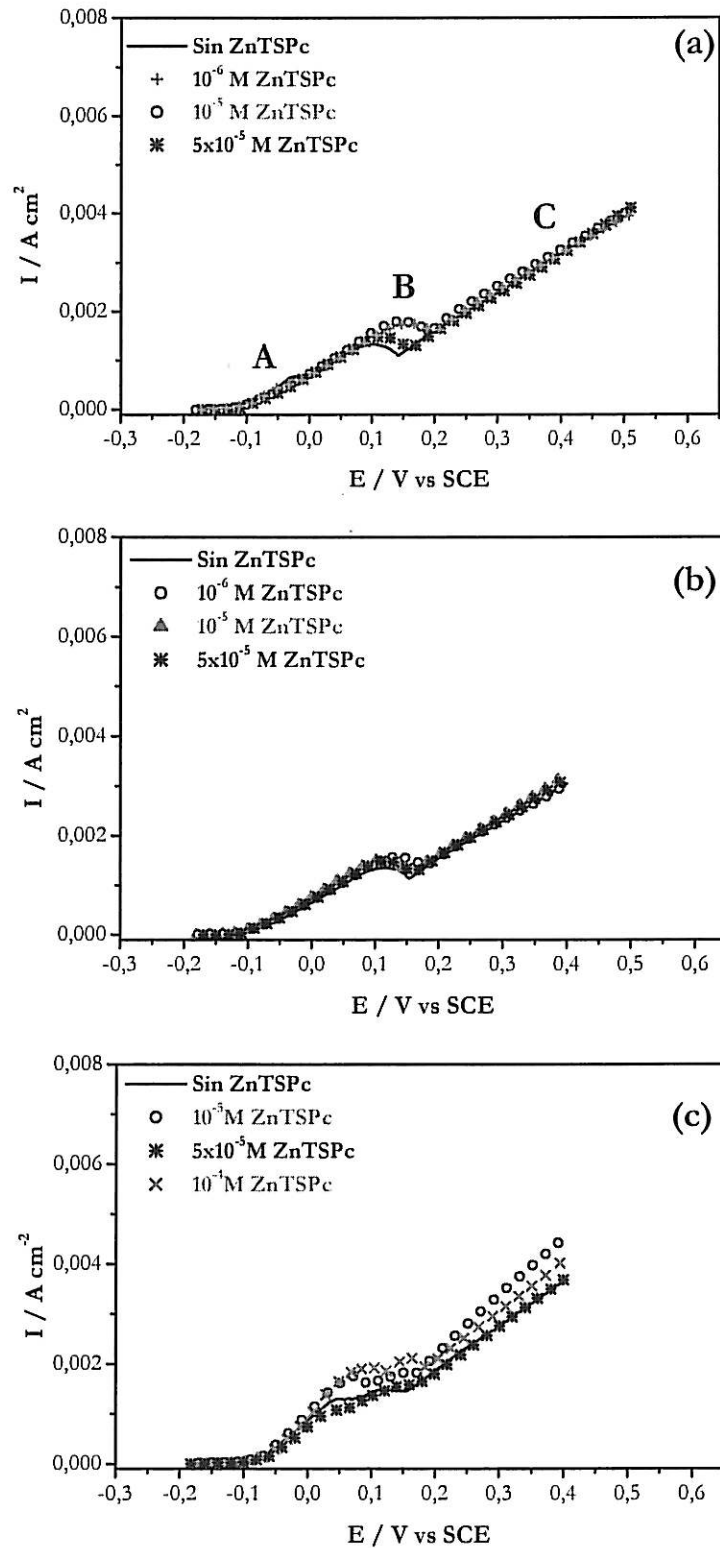 0,008
Sin ZnTSPc
(a)
10⁻⁶ M ZnTSPc
10⁻⁵ M ZnTSPc
5x10⁻⁵ M ZnTSPc
0,006
I / A cm²
0,004
C
B
0,002
A
0,000
-0,3 -0,2 -0,1 0,0 0,1 0,2 0,3 0,4 0,5 0,6
E / V vs SCE
0,008
Sin ZnTSPc
(b)
10⁻⁶ M ZnTSPc
10⁻⁵ M ZnTSPc
5x10⁻⁵ M ZnTSPc
0,006
I / A cm²
0,004
0,002
0,000
-0,3 -0,2 -0,1 0,0 0,1 0,2 0,3 0,4 0,5 0,6
E / V vs SCE
0,008
Sin ZnTSPc
(c)
10⁻⁵M ZnTSPc
5x10⁻⁵M ZnTSPc
10⁻⁴M ZnTSPc
0,006
I / A cm⁻²
0,004
0,002
0,000
-0,3 -0,2 -0,1 0,0 0,1 0,2 0,3 0,4 0,5 0,6
E / V vs SCE